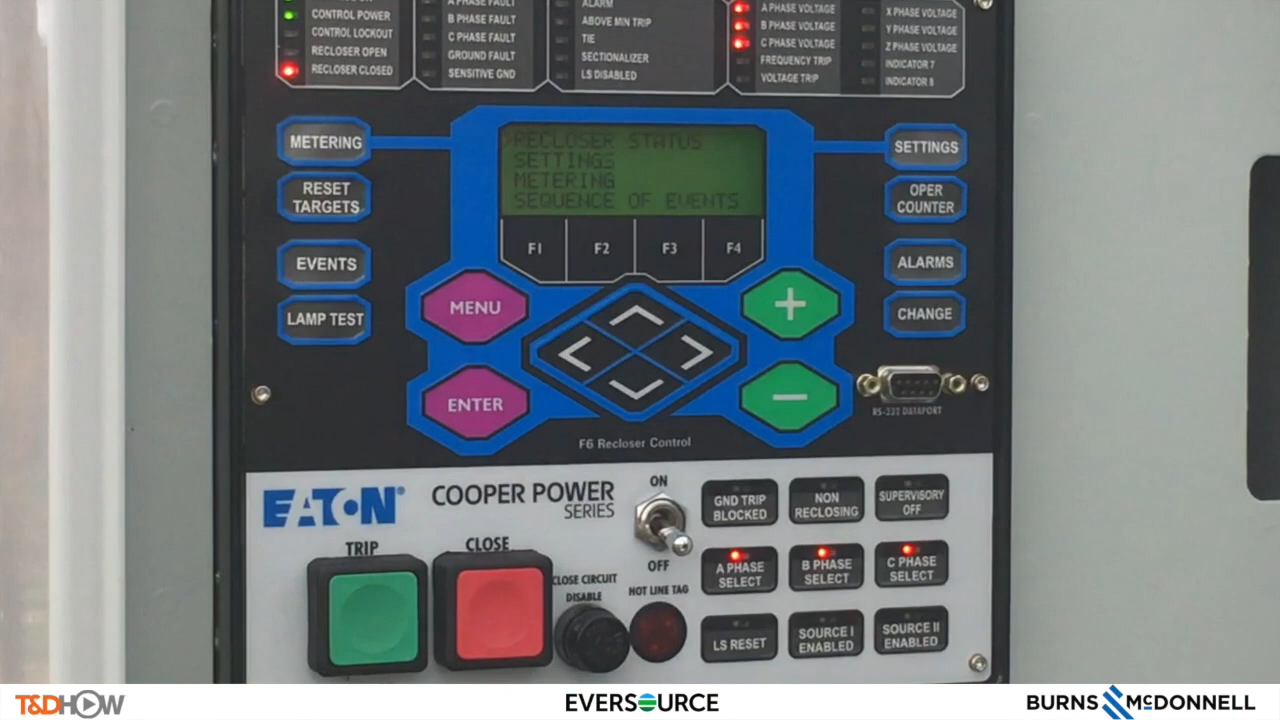 CONTROL POWER
CONTROL LOCKOUT
RECLOSER OPEN
RECLOSER CLOSED
A PHASE FAULT
B PHASE FAULT
C PHASE FAULT
GROUND FAULT
SENSITIVE GND
ALARM
ABOVE MIN TRIP
TIE
SECTIONALIZER
LS DISABLED
A PHASE VOLTAGE
B PHASE VOLTAGE
C PHASE VOLTAGE
FREQUENCY TRIP
VOLTAGE TRIP
X PHASE VOLTAGE
Y PHASE VOLTAGE
Z PHASE VOLTAGE
INDICATOR 7
INDICATOR 8
METERING
RESET
TARGETS
EVENTS
LAMP TEST
RECLOSER STATUS
SETTINGS
METERING
SEQUENCE OF EVENTS
F1 F2 F3 F4
SETTINGS
OPER
COUNTER
ALARMS
CHANGE
MENU
+
ENTER
−
RS-232 DATAPORT
F6 Recloser Control
EATON
COOPER POWER
SERIES
ON
OFF
TRIP
CLOSE
CLOSE CIRCUIT
DISABLE
HOT LINE TAG
GND TRIP
BLOCKED
NON
RECLOSING
SUPERVISORY
OFF
A PHASE
SELECT
B PHASE
SELECT
C PHASE
SELECT
LS RESET
SOURCE I
ENABLED
SOURCE II
ENABLED
T&DHOW
EVERSOURCE
BURNS McDONNELL